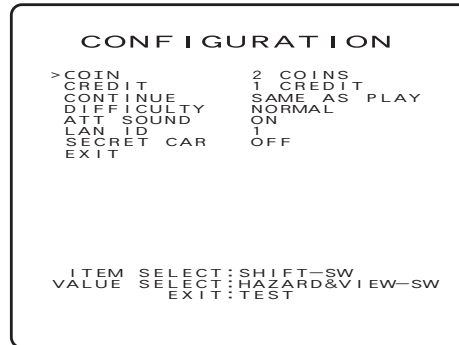 CONFIGURATION
>COIN 2 COINS
CREDIT 1 CREDIT
CONTINUE SAME AS PLAY
DIFFICULTY NORMAL
ATT SOUND ON
LAN ID 1
SECRET CAR OFF
EXIT
ITEM SELECT:SHIFT-SW
VALUE SELECT:HAZARD&VIEW-SW
EXIT:TEST